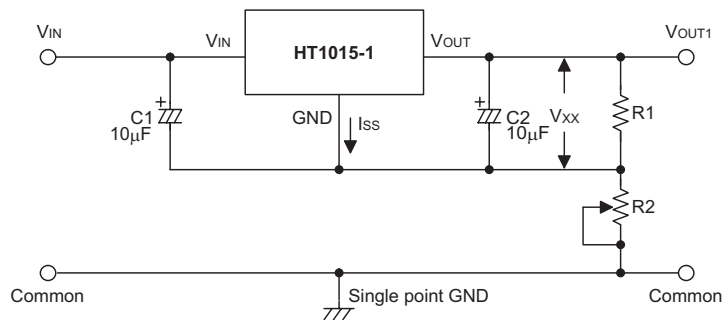 VIN
VIN
HT1015-1
VOUT
VOUT1
C1
10μF
GND
ISS
C2
10μF
VXX
R1
R2
Common
Single point GND
Common